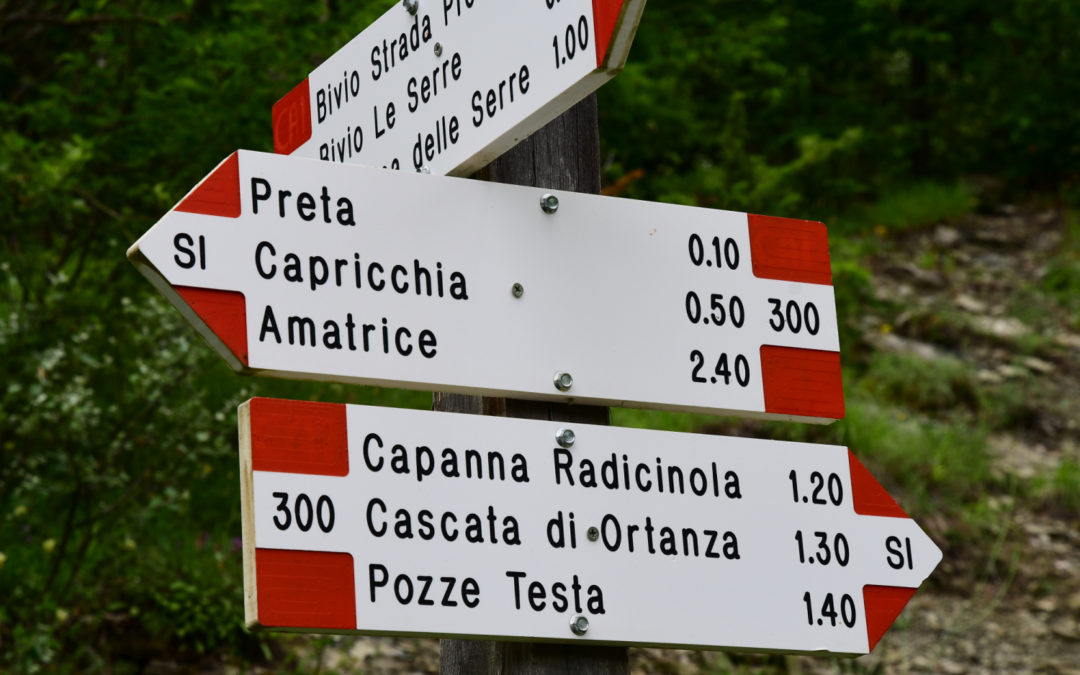 Bivio Strada
Bivio Le Serre
delle Serre 1.00
Preta 0.10
SI Capricchia 0.50 300
Amatrice 2.40
Capanna Radicinola 1.20
300 Cascata di Ortanza 1.30 SI
Pozze Testa 1.40